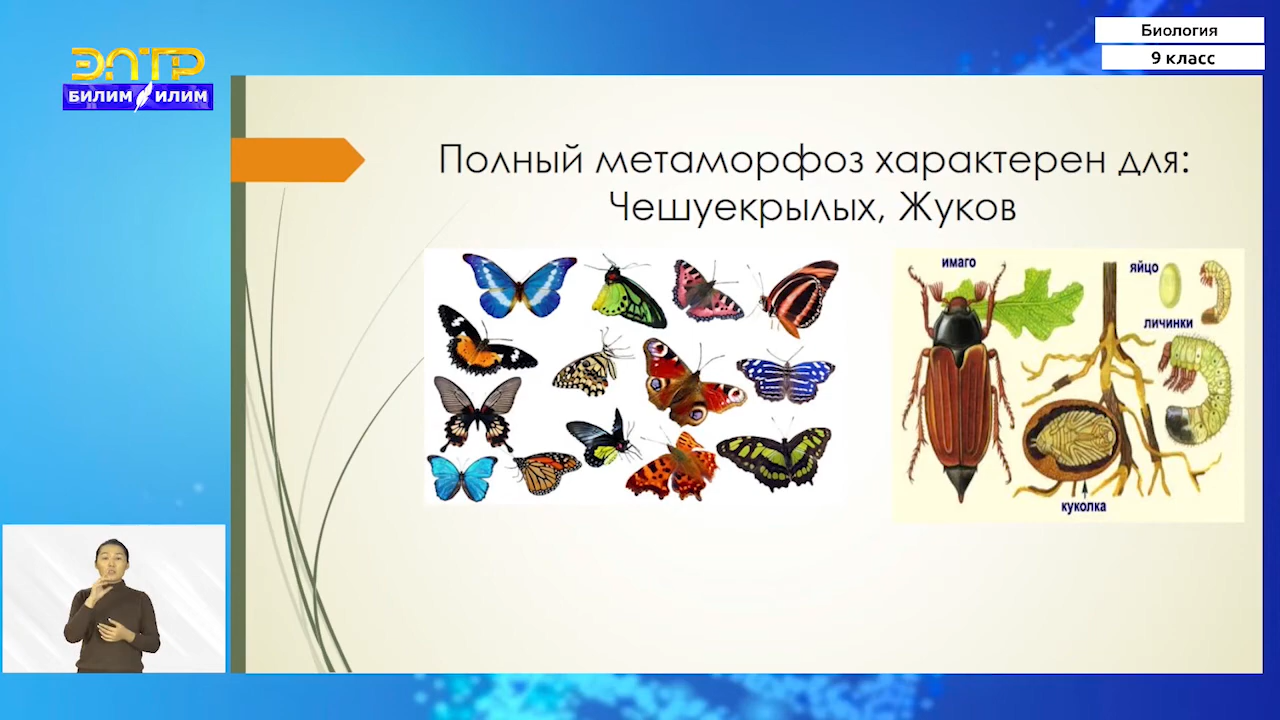 Биология
9 класс
ЭЛТР
БИЛИМ ИЛИМ
Полный метаморфоз характерен для:
Чешуекрылых, Жуков
имаго
яйцо
личинки
куколка